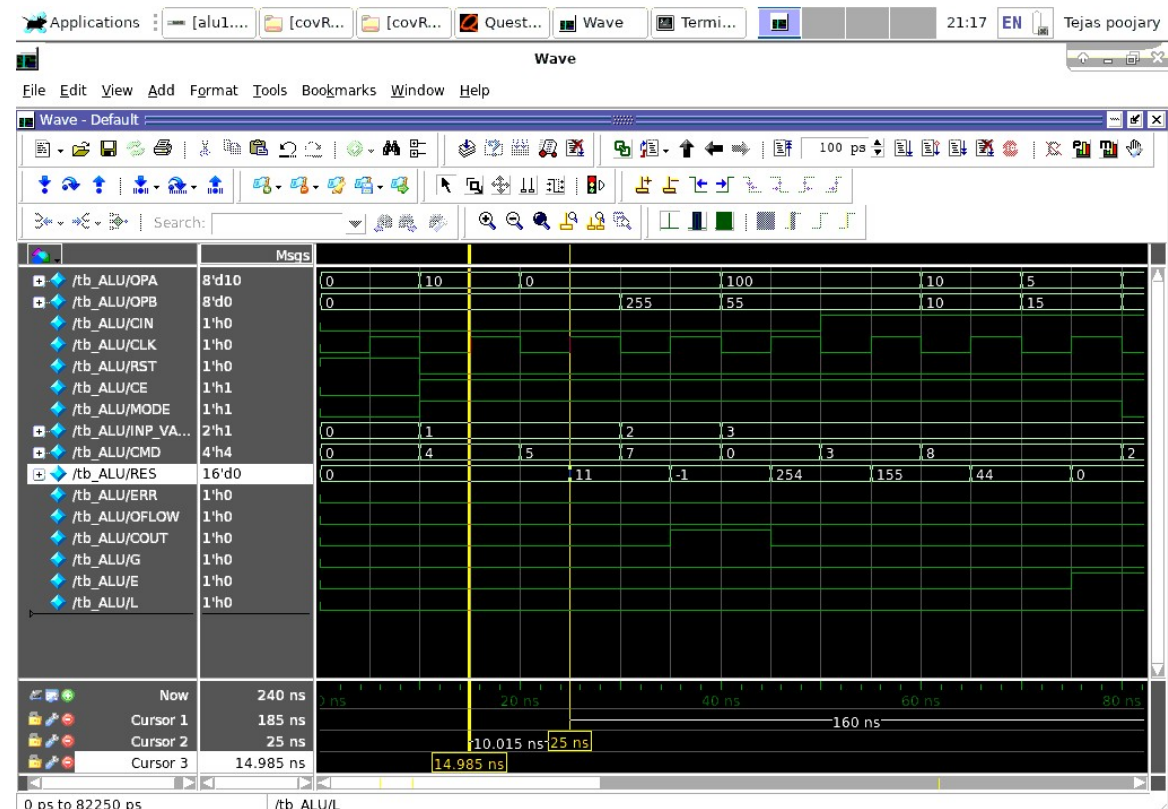 Applications [alu1.... [covR... [covR... Quest... Wave Termi... 21:17 EN Tejas poojary
Wave
File Edit View Add Format Tools Bookmarks Window Help
Wave - Default
100 ps
Search:
Msgs
/tb_ALU/OPA 8'd10 0 10 0 100 10 5
/tb_ALU/OPB 8'd0 0 255 55 10 15
/tb_ALU/CIN 1'h0
/tb_ALU/CLK 1'h0
/tb_ALU/RST 1'h0
/tb_ALU/CE 1'h1
/tb_ALU/MODE 1'h1
/tb_ALU/INP_VA... 2'h1 0 1 2 3
/tb_ALU/CMD 4'h4 0 4 5 7 0 3 8 2
/tb_ALU/RES 16'd0 0 11 -1 254 155 44 0
/tb_ALU/ERR 1'h0
/tb_ALU/OFLOW 1'h0
/tb_ALU/COUT 1'h0
/tb_ALU/G 1'h0
/tb_ALU/E 1'h0
/tb_ALU/L 1'h0
Now 240 ns 0 ns 20 ns 40 ns 60 ns 80 ns
Cursor 1 185 ns 160 ns
Cursor 2 25 ns 10.015 ns 25 ns
Cursor 3 14.985 ns 14.985 ns
0 ps to 82250 ps /tb_ALU/L